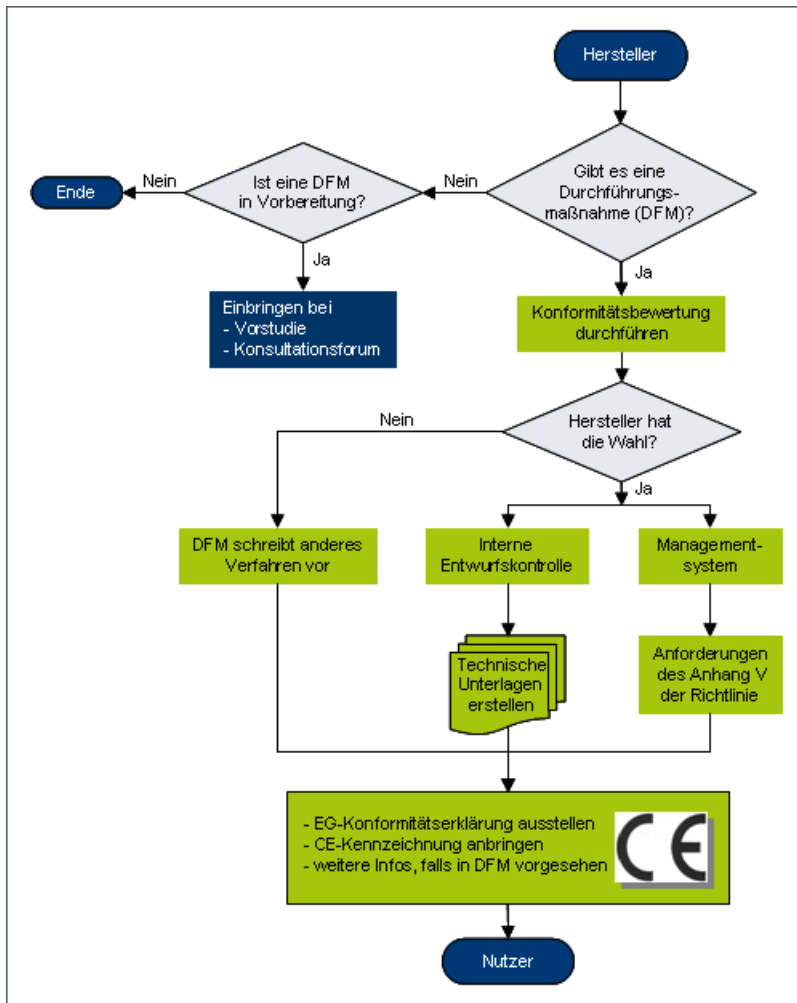 Hersteller
Gibt es eine
Durchführungs-
maßnahme (DFM)?
Nein
Ist eine DFM
in Vorbereitung?
Nein
Ende
Ja
Einbringen bei
- Vorstudie
- Konsultationsforum
Ja
Konformitätsbewertung
durchführen
Hersteller hat
die Wahl?
Nein
Ja
DFM schreibt anderes
Verfahren vor
Interne
Entwurfskontrolle
Management-
system
Technische
Unterlagen
erstellen
Anforderungen
des Anhang V
der Richtlinie
- EG-Konformitätserklärung ausstellen
- CE-Kennzeichnung anbringen
- weitere Infos, falls in DFM vorgesehen
CE
Nutzer